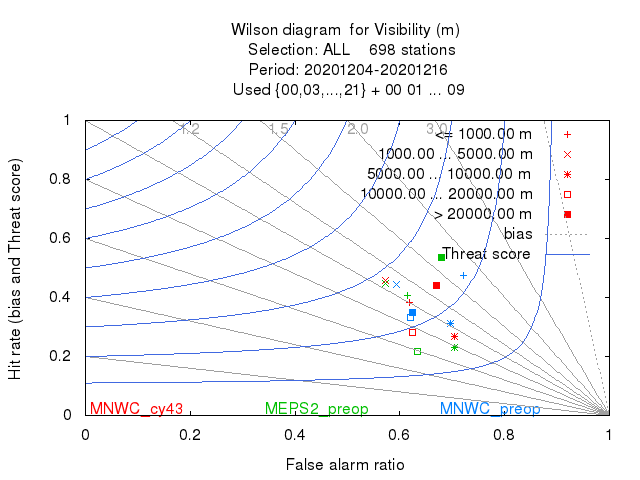 Wilson diagram for Visibility (m)
Selection: ALL 698 stations
Period: 20201204-20201216
Used {00,03,...,21} + 00 01 ... 09
1.2 1.5 2.0 3.0
<= 1000.00 m
1000.00 ... 5000.00 m
5000.00 ... 10000.00 m
10000.00 ... 20000.00 m
> 20000.00 m
bias
Threat score
Hit rate (bias and Threat score)
1
0.8
0.6
0.4
0.2
0
MNWC_cy43 MEPS2_preop MNWC_preop
0 0.2 0.4 0.6 0.8 1
False alarm ratio